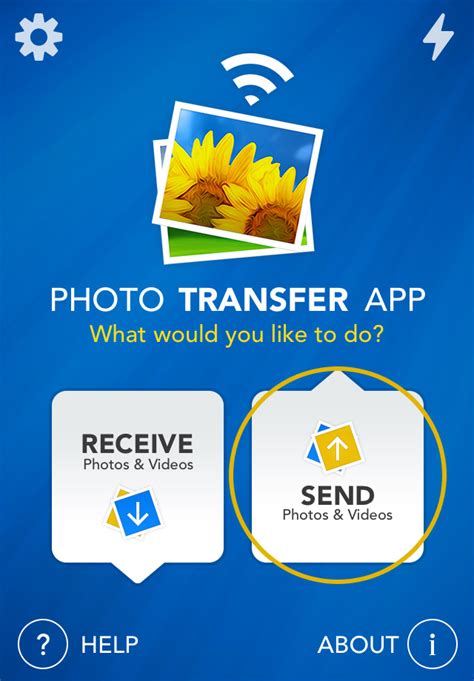 PHOTO TRANSFER APP
What would you like to do?
RECEIVE
Photos & Videos
SEND
Photos & Videos
? HELP
ABOUT i